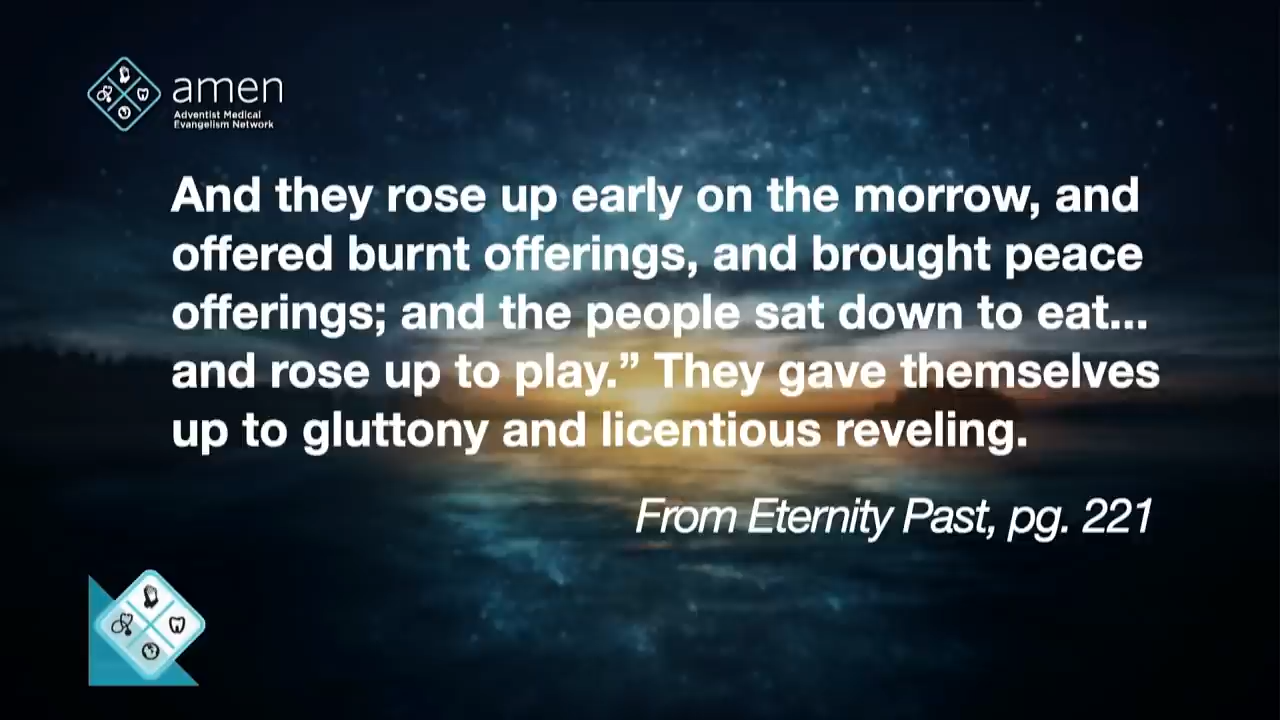 amen
Adventist Medical
Evangelism Network
And they rose up early on the morrow, and
offered burnt offerings, and brought peace
offerings; and the people sat down to eat...
and rose up to play.” They gave themselves
up to gluttony and licentious reveling.
From Eternity Past, pg. 221